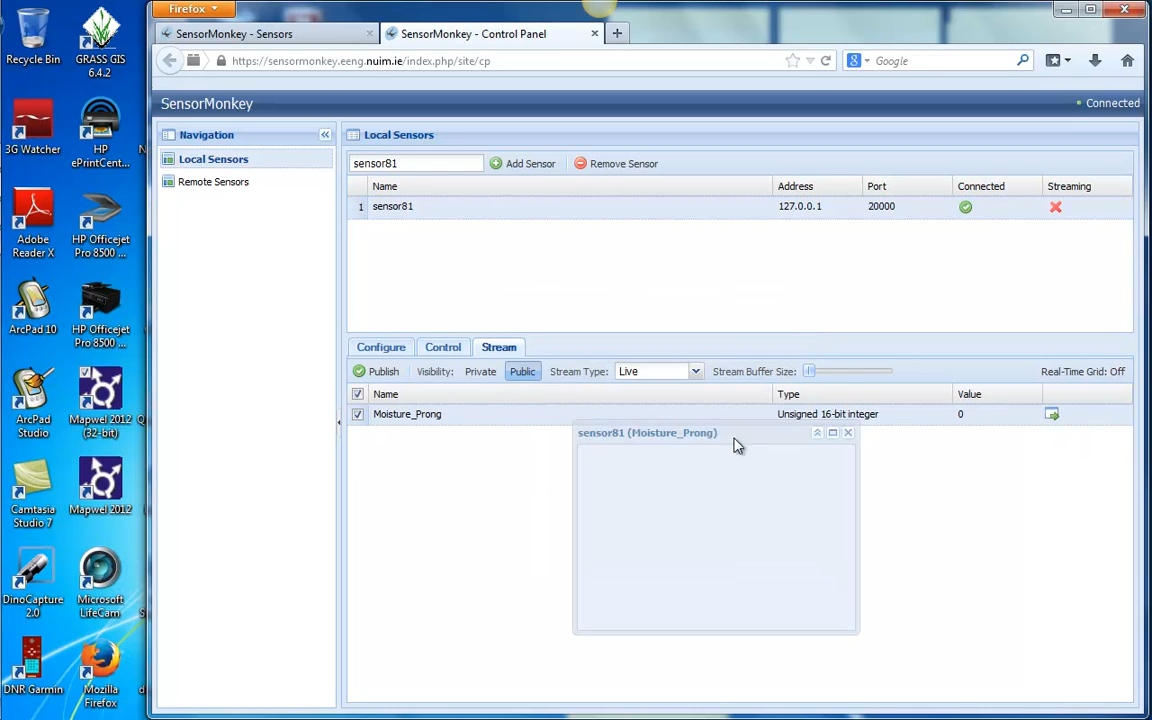 Recycle Bin
GRASS GIS
6.4.2
3G Watcher
HP
ePrintCent...
Adobe
Reader X
HP Officejet
Pro 8500 ...
ArcPad 10
HP Officejet
Pro 8500 ...
ArcPad
Studio
Mapwel 2012
(32-bit)
Camtasia
Studio 7
Mapwel 2012
DinoCapture
2.0
Microsoft
LifeCam
DNR Garmin
Mozilla
Firefox
Firefox
SensorMonkey - Sensors
SensorMonkey - Control Panel
https://sensormonkey.eeng.nuim.ie/index.php/site/cp
Google
SensorMonkey
Connected
Navigation
Local Sensors
Remote Sensors
Local Sensors
sensor81 Add Sensor Remove Sensor
Name Address Port Connected Streaming
1 sensor81 127.0.0.1 20000
Configure Control Stream
Publish Visibility: Private Public Stream Type: Live Stream Buffer Size: Real-Time Grid: Off
Name Type Value
Moisture_Prong Unsigned 16-bit integer 0
sensor81 (Moisture_Prong)